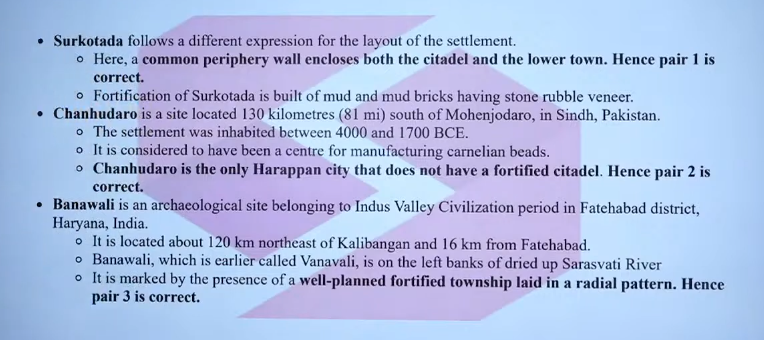 • Surkotada follows a different expression for the layout of the settlement.
o Here, a common periphery wall encloses both the citadel and the lower town. Hence pair 1 is
correct.
o Fortification of Surkotada is built of mud and mud bricks having stone rubble veneer.
• Chanhudaro is a site located 130 kilometres (81 mi) south of Mohenjodaro, in Sindh, Pakistan.
o The settlement was inhabited between 4000 and 1700 BCE.
o It is considered to have been a centre for manufacturing carnelian beads.
o Chanhudaro is the only Harappan city that does not have a fortified citadel. Hence pair 2 is
correct.
• Banawali is an archaeological site belonging to Indus Valley Civilization period in Fatehabad district,
Haryana, India.
o It is located about 120 km northeast of Kalibangan and 16 km from Fatehabad.
o Banawali, which is earlier called Vanavali, is on the left banks of dried up Sarasvati River
o It is marked by the presence of a well-planned fortified township laid in a radial pattern. Hence
pair 3 is correct.